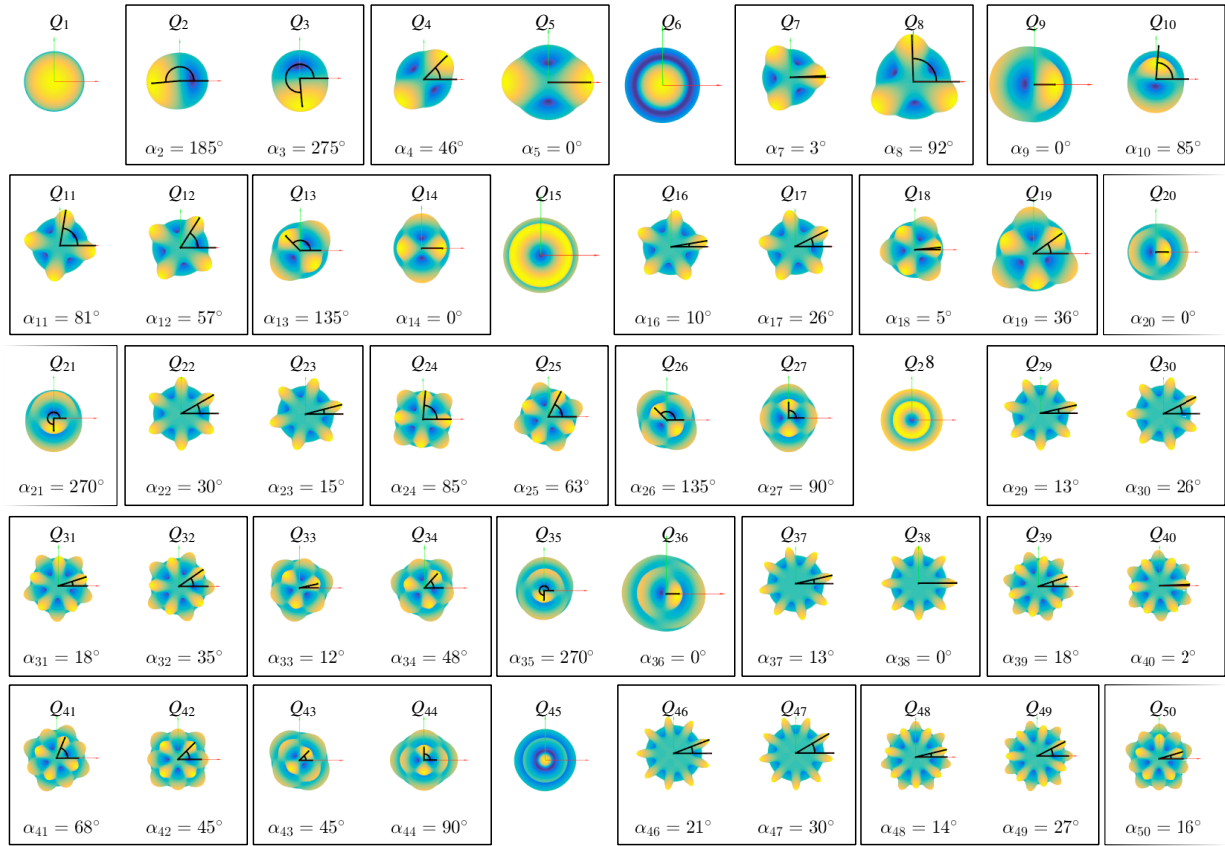 Q₁ Q₂ Q₃ Q₄ Q₅ Q₆ Q₇ Q₈ Q₉ Q₁₀
α₂ = 185° α₃ = 275° α₄ = 46° α₅ = 0° α₇ = 3° α₈ = 92° α₉ = 0° α₁₀ = 85°
Q₁₁ Q₁₂ Q₁₃ Q₁₄ Q₁₅ Q₁₆ Q₁₇ Q₁₈ Q₁₉ Q₂₀
α₁₁ = 81° α₁₂ = 57° α₁₃ = 135° α₁₄ = 0° α₁₆ = 10° α₁₇ = 26° α₁₈ = 5° α₁₉ = 36° α₂₀ = 0°
Q₂₁ Q₂₂ Q₂₃ Q₂₄ Q₂₅ Q₂₆ Q₂₇ Q₂8 Q₂₉ Q₃₀
α₂₁ = 270° α₂₂ = 30° α₂₃ = 15° α₂₄ = 85° α₂₅ = 63° α₂₆ = 135° α₂₇ = 90° α₂₉ = 13° α₃₀ = 26°
Q₃₁ Q₃₂ Q₃₃ Q₃₄ Q₃₅ Q₃₆ Q₃₇ Q₃₈ Q₃₉ Q₄₀
α₃₁ = 18° α₃₂ = 35° α₃₃ = 12° α₃₄ = 48° α₃₅ = 270° α₃₆ = 0° α₃₇ = 13° α₃₈ = 0° α₃₉ = 18° α₄₀ = 2°
Q₄₁ Q₄₂ Q₄₃ Q₄₄ Q₄₅ Q₄₆ Q₄₇ Q₄₈ Q₄₉ Q₅₀
α₄₁ = 68° α₄₂ = 45° α₄₃ = 45° α₄₄ = 90° α₄₆ = 21° α₄₇ = 30° α₄₈ = 14° α₄₉ = 27° α₅₀ = 16°